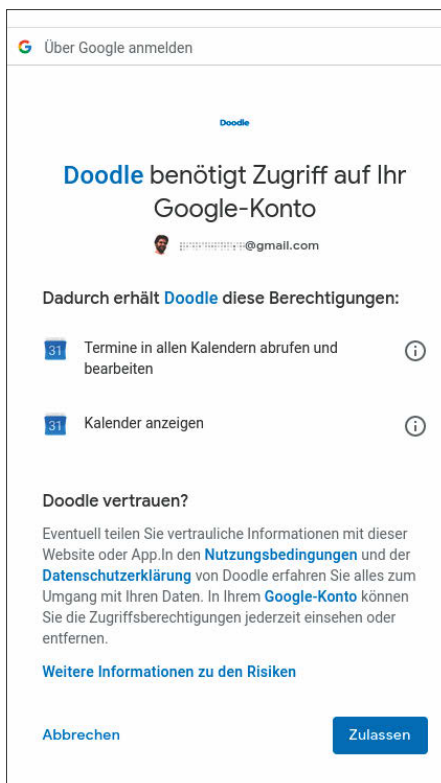 Über Google anmelden
Doodle
Doodle benötigt Zugriff auf Ihr
Google-Konto
@gmail.com
Dadurch erhält Doodle diese Berechtigungen:
31 Termine in allen Kalendern abrufen und
bearbeiten
31 Kalender anzeigen
Doodle vertrauen?
Eventuell teilen Sie vertrauliche Informationen mit dieser
Website oder App.In den Nutzungsbedingungen und der
Datenschutzerklärung von Doodle erfahren Sie alles zum
Umgang mit Ihren Daten. In Ihrem Google-Konto können
Sie die Zugriffsberechtigungen jederzeit einsehen oder
entfernen.
Weitere Informationen zu den Risiken
Abbrechen Zulassen